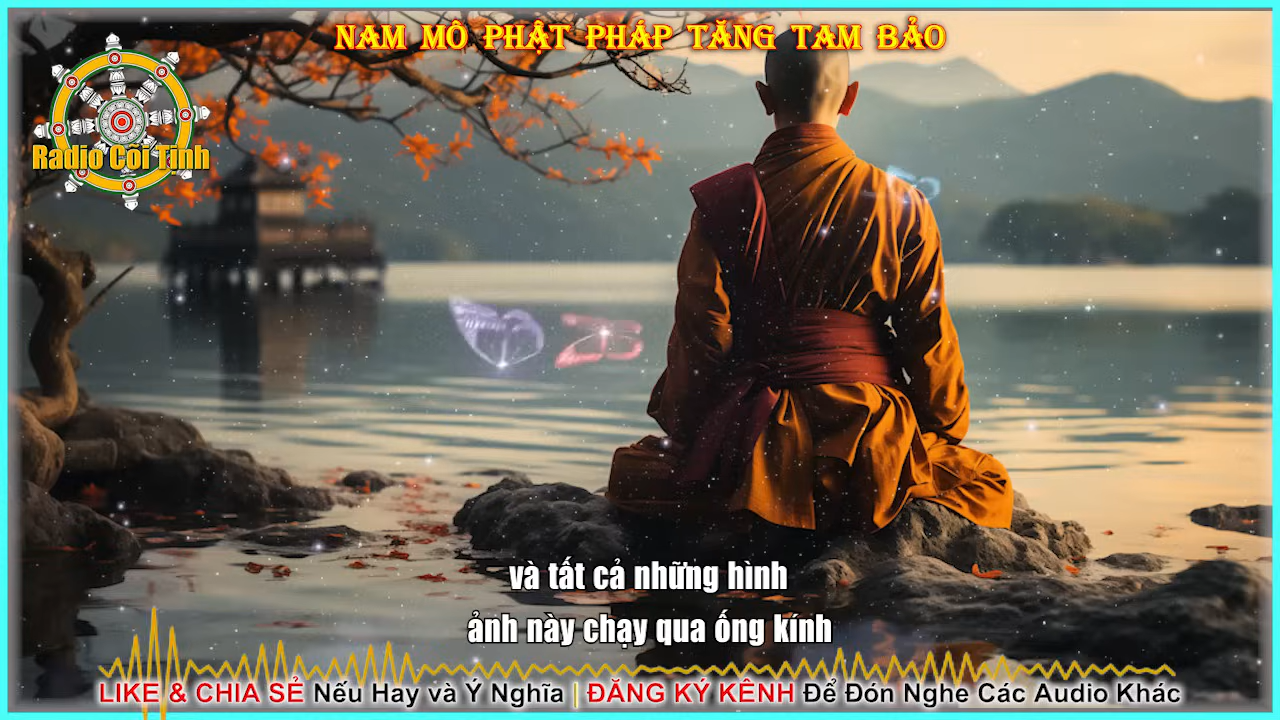 NAM MÔ PHẬT PHÁP TĂNG TAM BẢO
Radio Cõi Tịnh
và tất cả những hình
ảnh này chạy qua ống kính
LIKE & CHIA SẺ Nếu Hay và Ý Nghĩa | ĐĂNG KÝ KÊNH Để Đón Nghe Các Audio Khác